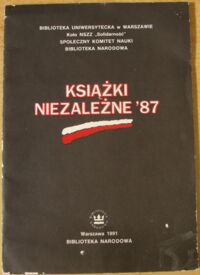 BIBLIOTEKA UNIWERSYTECKA w WARSZAWIE
Koło NSZZ „Solidarność"
SPOŁECZNY KOMITET NAUKI
BIBLIOTEKA NARODOWA
KSIĄŻKI
NIEZALEŻNE '87
Warszawa 1991
BIBLIOTEKA NARODOWA